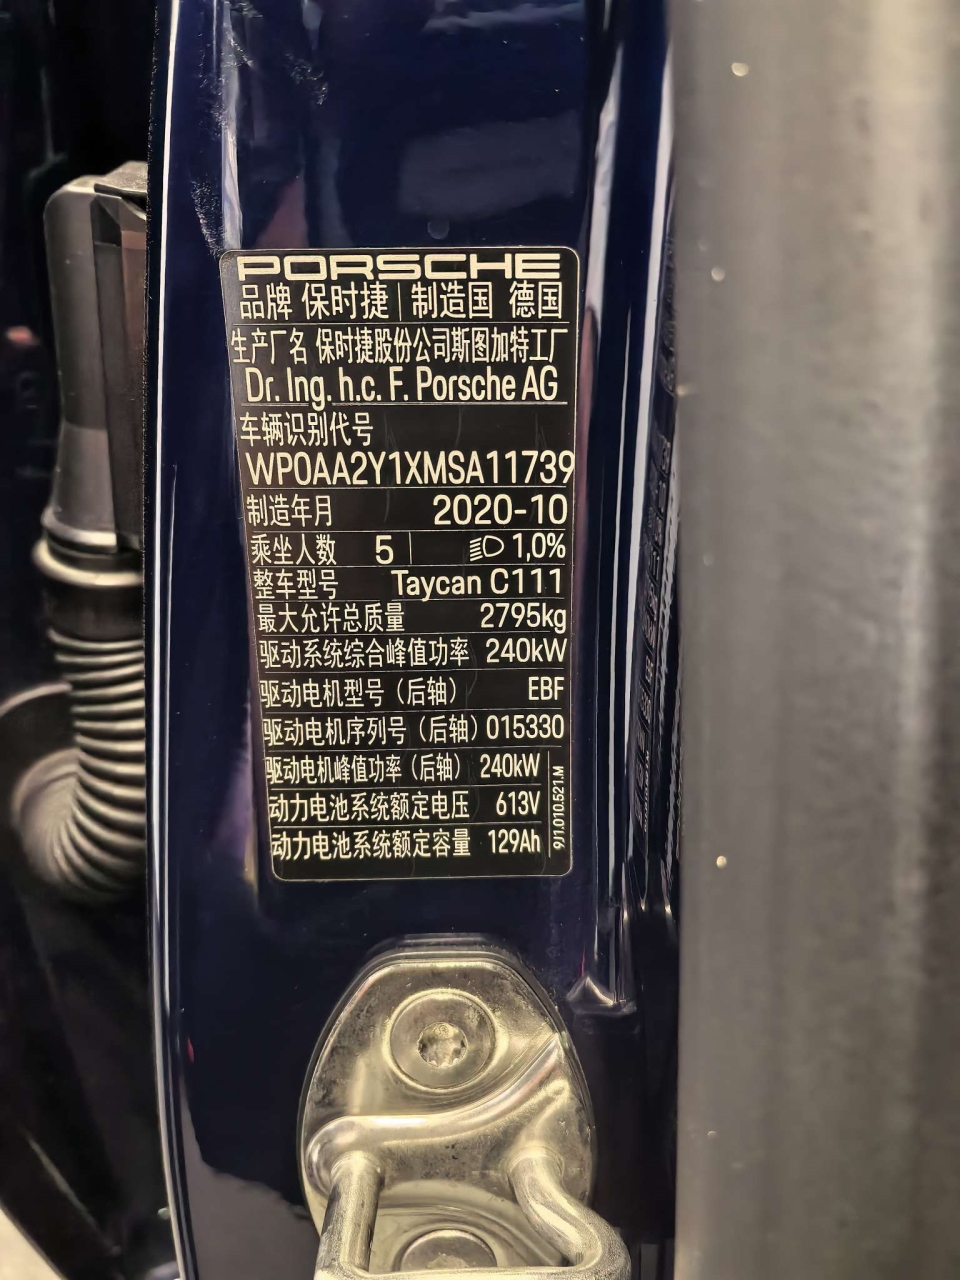 PORSCHE
品牌 保时捷 | 制造国 德国
生产厂名 保时捷股份公司斯图加特工厂
Dr. Ing. h.c. F. Porsche AG
车辆识别代号
WP0AA2Y1XMSA11739
制造年月 2020-10
乘坐人数 5 | 1,0%
整车型号 Taycan C111
最大允许总质量 2795kg
驱动系统综合峰值功率 240kW
驱动电机型号（后轴） EBF
驱动电机序列号（后轴）015330
驱动电机峰值功率（后轴） 240kW
动力电池系统额定电压 613V
动力电池系统额定容量 129Ah
9J1.010.521.M